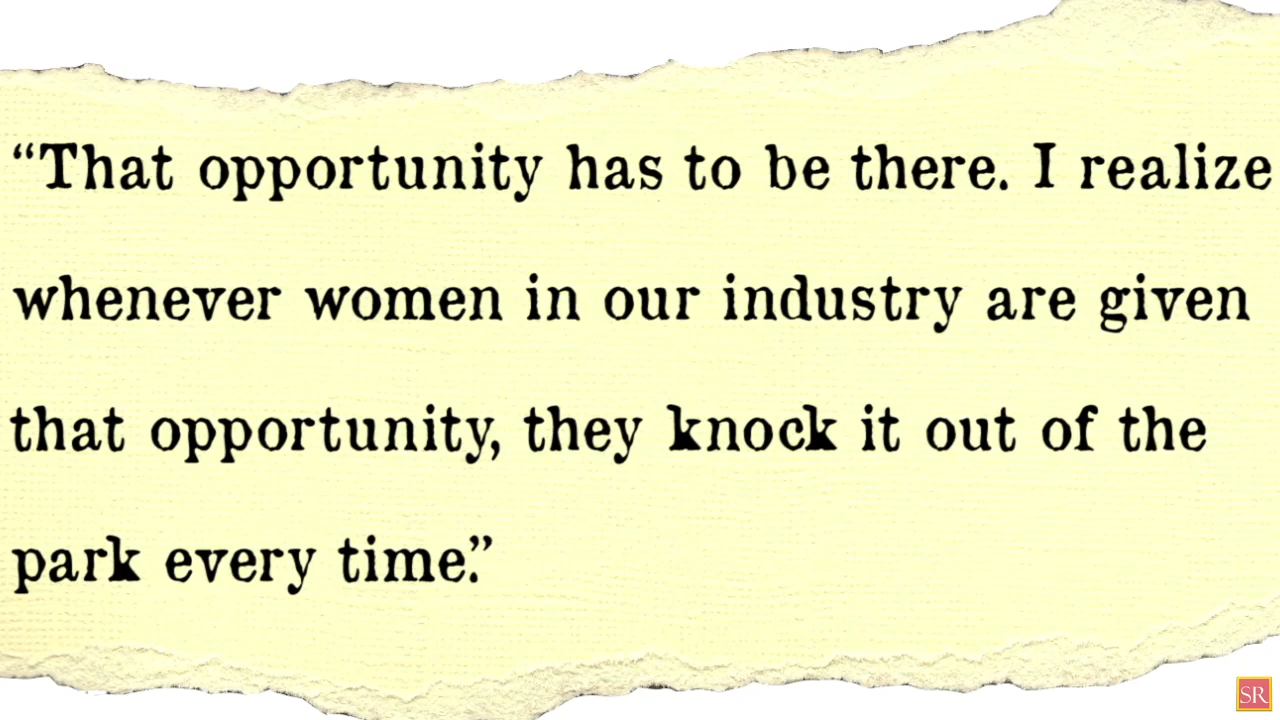 “That opportunity has to be there. I realize
whenever women in our industry are given
that opportunity, they knock it out of the
park every time.”
SR